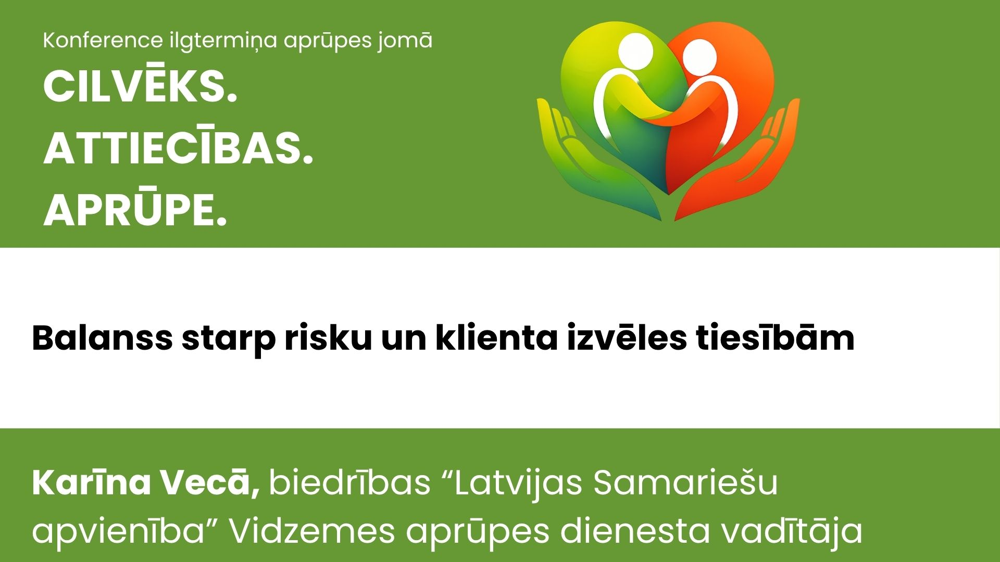 Konference ilgtermiņa aprūpes jomā
CILVĒKS.
ATTIECĪBAS.
APRŪPE.
Balanss starp risku un klienta izvēles tiesībām
Karīna Vecā, biedrības “Latvijas Samariešu
apvienība” Vidzemes aprūpes dienesta vadītāja